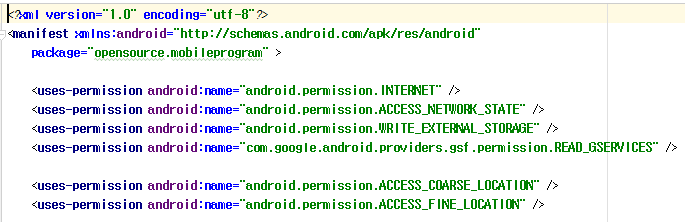 <?xml version="1.0" encoding="utf-8"?>
<manifest xmlns:android="http://schemas.android.com/apk/res/android"
package="opensource.mobileprogram" >
<uses-permission android:name="android.permission.INTERNET" />
<uses-permission android:name="android.permission.ACCESS_NETWORK_STATE" />
<uses-permission android:name="android.permission.WRITE_EXTERNAL_STORAGE" />
<uses-permission android:name="com.google.android.providers.gsf.permission.READ_GSERVICES" />
<uses-permission android:name="android.permission.ACCESS_COARSE_LOCATION" />
<uses-permission android:name="android.permission.ACCESS_FINE_LOCATION" />